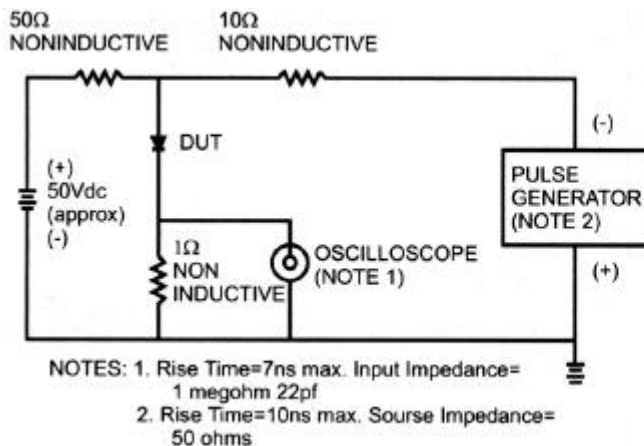 50Ω
NONINDUCTIVE
10Ω
NONINDUCTIVE
DUT
(+)
50Vdc
(approx)
(-)
1Ω
NON
INDUCTIVE
OSCILLOSCOPE
(NOTE 1)
(-)
PULSE
GENERATOR
(NOTE 2)
(+)
NOTES: 1. Rise Time=7ns max. Input Impedance=
1 megohm 22pf
2. Rise Time=10ns max. Sourse Impedance=
50 ohms